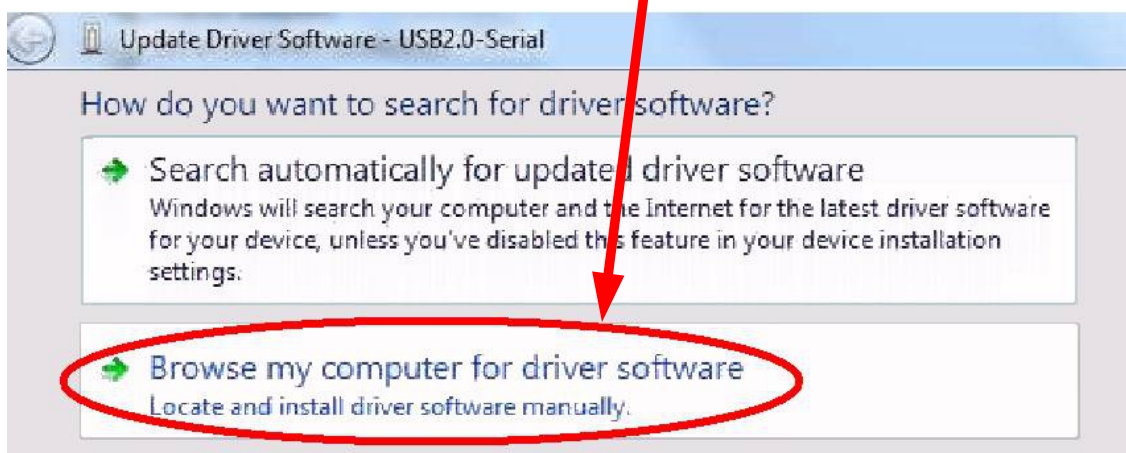 Update Driver Software - USB2.0-Serial
How do you want to search for driver software?
Search automatically for updated driver software
Windows will search your computer and the Internet for the latest driver software
for your device, unless you've disabled this feature in your device installation
settings.
Browse my computer for driver software
Locate and install driver software manually.